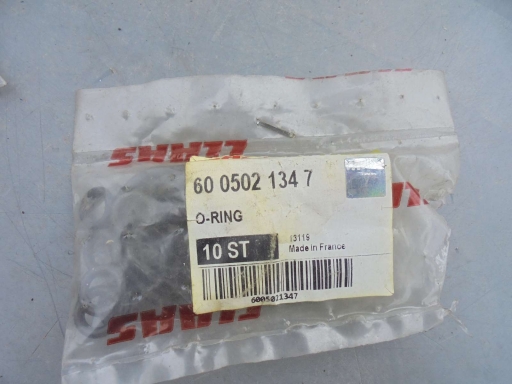 CLAAS
60 0502 134 7
O-RING
10 ST
13119
Made in France
6005021347
CLAAS